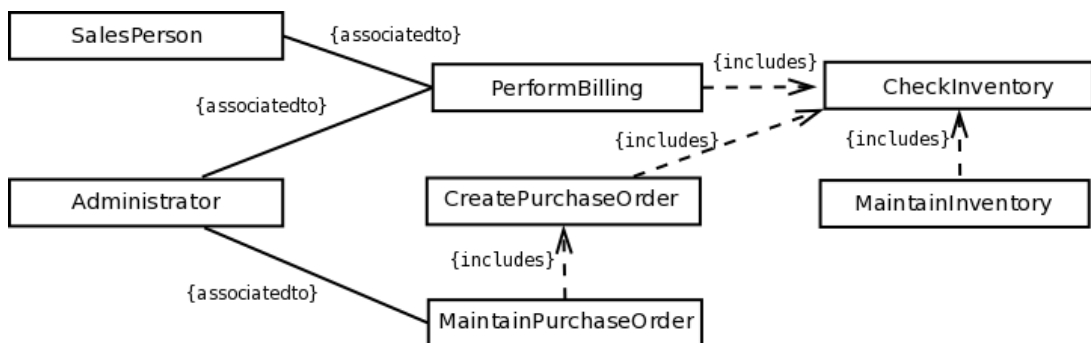 SalesPerson
{associatedto}
{includes}
PerformBilling
CheckInventory
{associatedto}
{includes}
{includes}
Administrator
CreatePurchaseOrder
MaintainInventory
{includes}
{associatedto}
MaintainPurchaseOrder